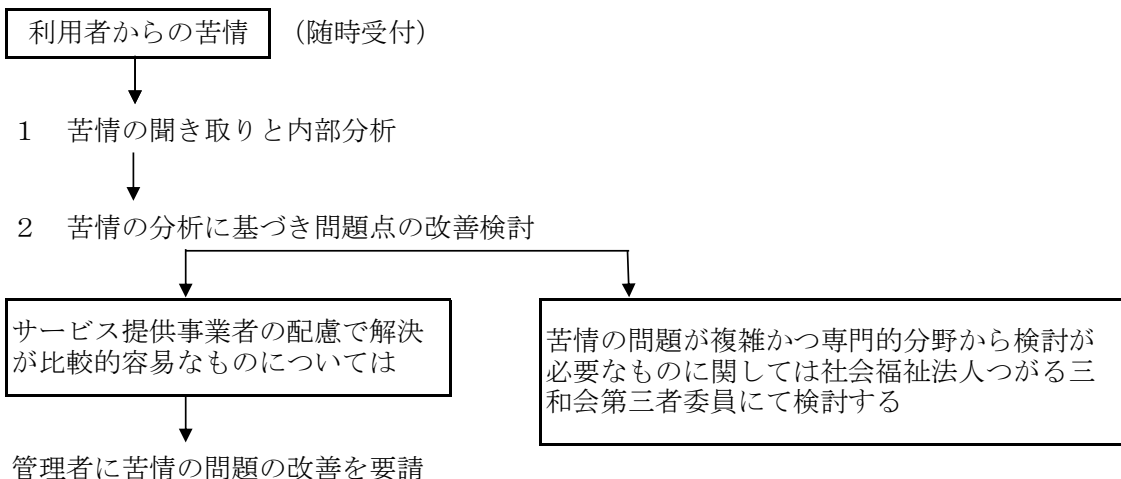 利用者からの苦情 (随時受付)
1 苦情の聞き取りと内部分析
2 苦情の分析に基づき問題点の改善検討
サービス提供事業者の配慮で解決
が比較的容易なものについては
苦情の問題が複雑かつ専門的分野から検討が
必要なものに関しては社会福祉法人つがる三
和会第三者委員にて検討する
管理者に苦情の問題の改善を要請